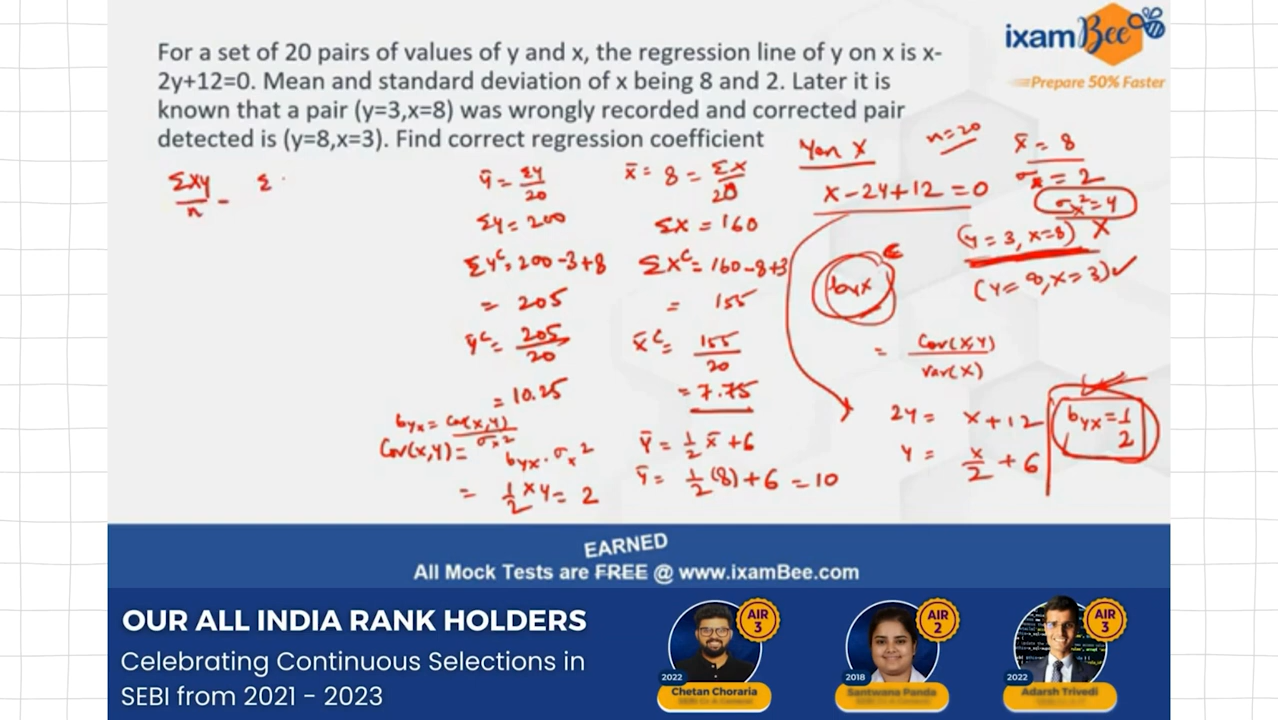 ixamBee
Prepare 50% Faster
For a set of 20 pairs of values of y and x, the regression line of y on x is x-
2y+12=0. Mean and standard deviation of x being 8 and 2. Later it is
known that a pair (y=3,x=8) was wrongly recorded and corrected pair
detected is (y=8,x=3). Find correct regression coefficient
Σxy/n - Σ
ȳ = Σy/20
Σy = 200
Σyᶜ = 200-3+8
= 205
ȳᶜ = 205/20
= 10.25
byx = Cov(x,y)/σx²
Cov(x,y) = byx · σx²
= 1/2 x 4 = 2
x̄ = 8 = Σx/20
Σx = 160
Σxᶜ = 160-8+3
= 155
x̄ᶜ = 155/20
= 7.75
ȳ = 1/2 x̄ + 6
ȳ = 1/2 (8) + 6 = 10
Y on X
n=20
x-2y+12=0
x̄ = 8
σx = 2
σx² = 4
(y=3, x=8) X
(y=8, x=3) ✓
byx c
= Cov(x,y)/Var(x)
2y = x+12
y = x/2 + 6
byx = 1/2
EARNED
All Mock Tests are FREE @ www.ixamBee.com
OUR ALL INDIA RANK HOLDERS
Celebrating Continuous Selections in
SEBI from 2021 - 2023
AIR
3
2022
Chetan Choraria
SEBI Gr A General
AIR
2
2018
Santwana Panda
AIR
3
2022
Adarsh Trivedi